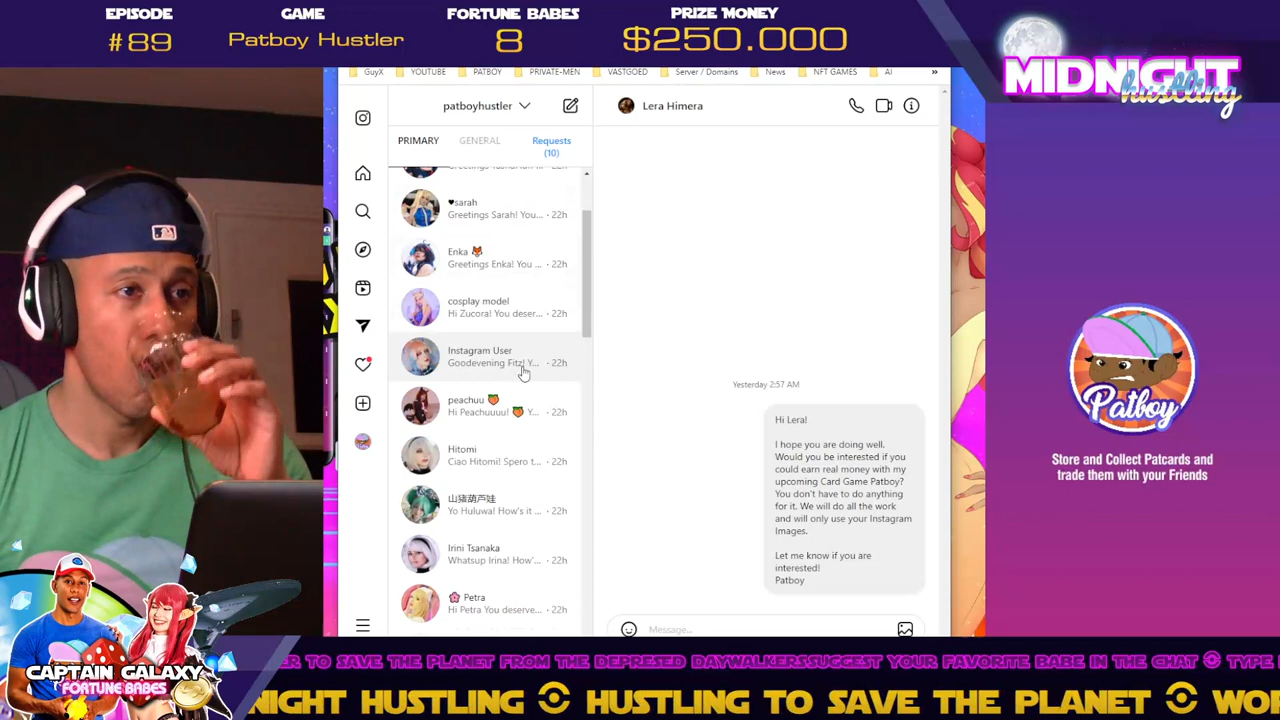 EPISODE
#89
GAME
Patboy Hustler
FORTUNE BABES
8
PRIZE MONEY
$250.000
MIDNIGHT
hustling
GuyX YOUTUBE PATBOY PRIVATE-MEN VASTGOED Server / Domains News NFT GAMES AI »
patboyhustler
PRIMARY GENERAL Requests
(10)
♥sarah
Greetings Sarah! You... · 22h
Enka 🦊
Greetings Enka! You ... · 22h
cosplay model
Hi Zucora! You deser... · 22h
Instagram User
Goodevening Fitz! Y... · 22h
peachuu 🍑
Hi Peachuuuu! 🍑 Y... · 22h
Hitomi
Ciao Hitomi! Spero t... · 22h
山猪葫芦娃
Yo Huluwa! How's it ... · 22h
Irini Tsanaka
Whatsup Irina! How'... · 22h
🌸 Petra
Hi Petra You deserve... · 22h
Lera Himera
Yesterday 2:57 AM
Hi Lera!
I hope you are doing well.
Would you be interested if you
could earn real money with my
upcoming Card Game Patboy?
You don't have to do anything
for it. We will do all the work
and will only use your Instagram
Images.
Let me know if you are
interested!
Patboy
Message...
Patboy
Store and Collect Patcards and
trade them with your Friends
CAPTAIN GALAXY
FORTUNE BABES
ER TO SAVE THE PLANET FROM THE DEPRESED DAYWALKERS SUGGEST YOUR FAVORITE BABE IN THE CHAT TYPE
NIGHT HUSTLING HUSTLING TO SAVE THE PLANET WO